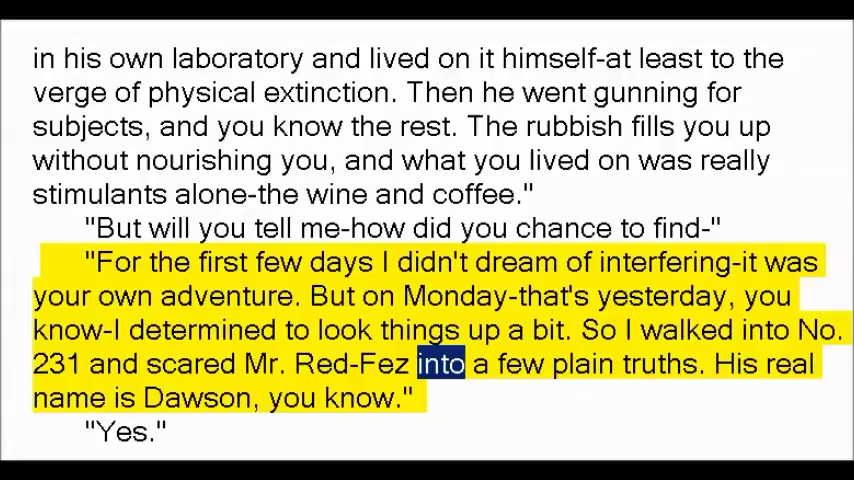 in his own laboratory and lived on it himself-at least to the
verge of physical extinction. Then he went gunning for
subjects, and you know the rest. The rubbish fills you up
without nourishing you, and what you lived on was really
stimulants alone-the wine and coffee."
"But will you tell me-how did you chance to find-"
"For the first few days I didn't dream of interfering-it was
your own adventure. But on Monday-that's yesterday, you
know-I determined to look things up a bit. So I walked into No.
231 and scared Mr. Red-Fez into a few plain truths. His real
name is Dawson, you know."
"Yes."